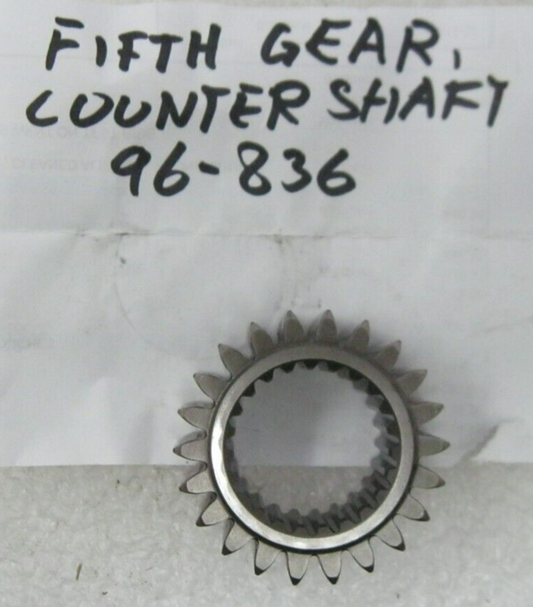 FIFTH GEAR,
COUNTER SHAFT
96-836